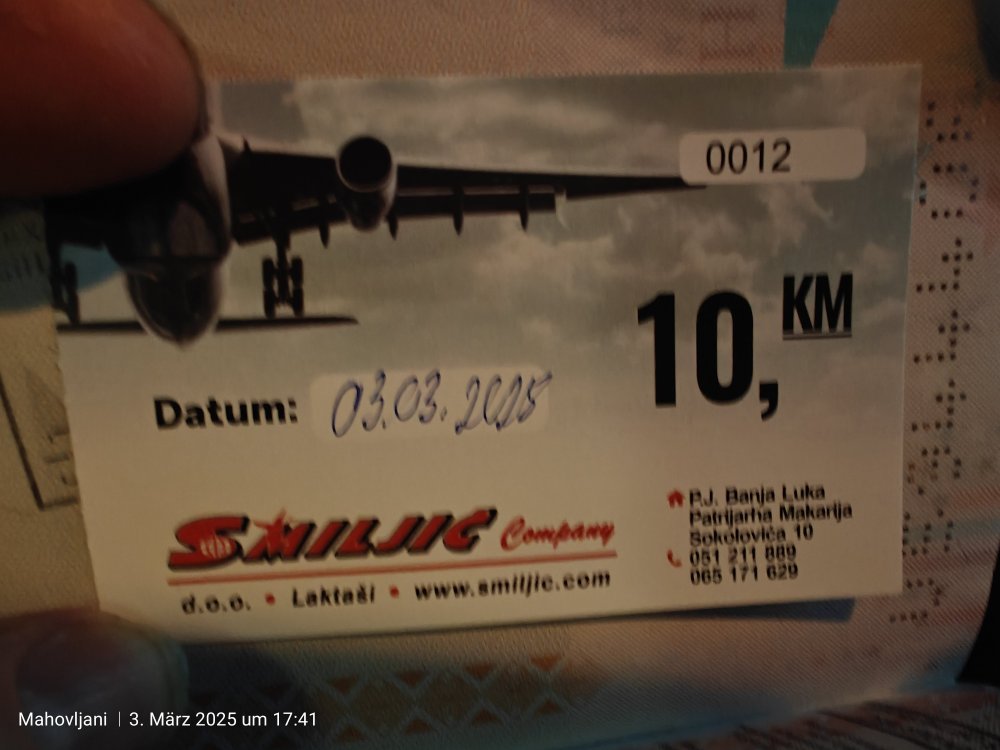 0012
10,KM
Datum: 03.03.2025
SMILJIĆ Company
d.o.o. • Laktaši • www.smiljic.com
P.J. Banja Luka
Patrijarha Makarija
Sokolovića 10
051 211 889
065 171 629
Mahovljani | 3. März 2025 um 17:41